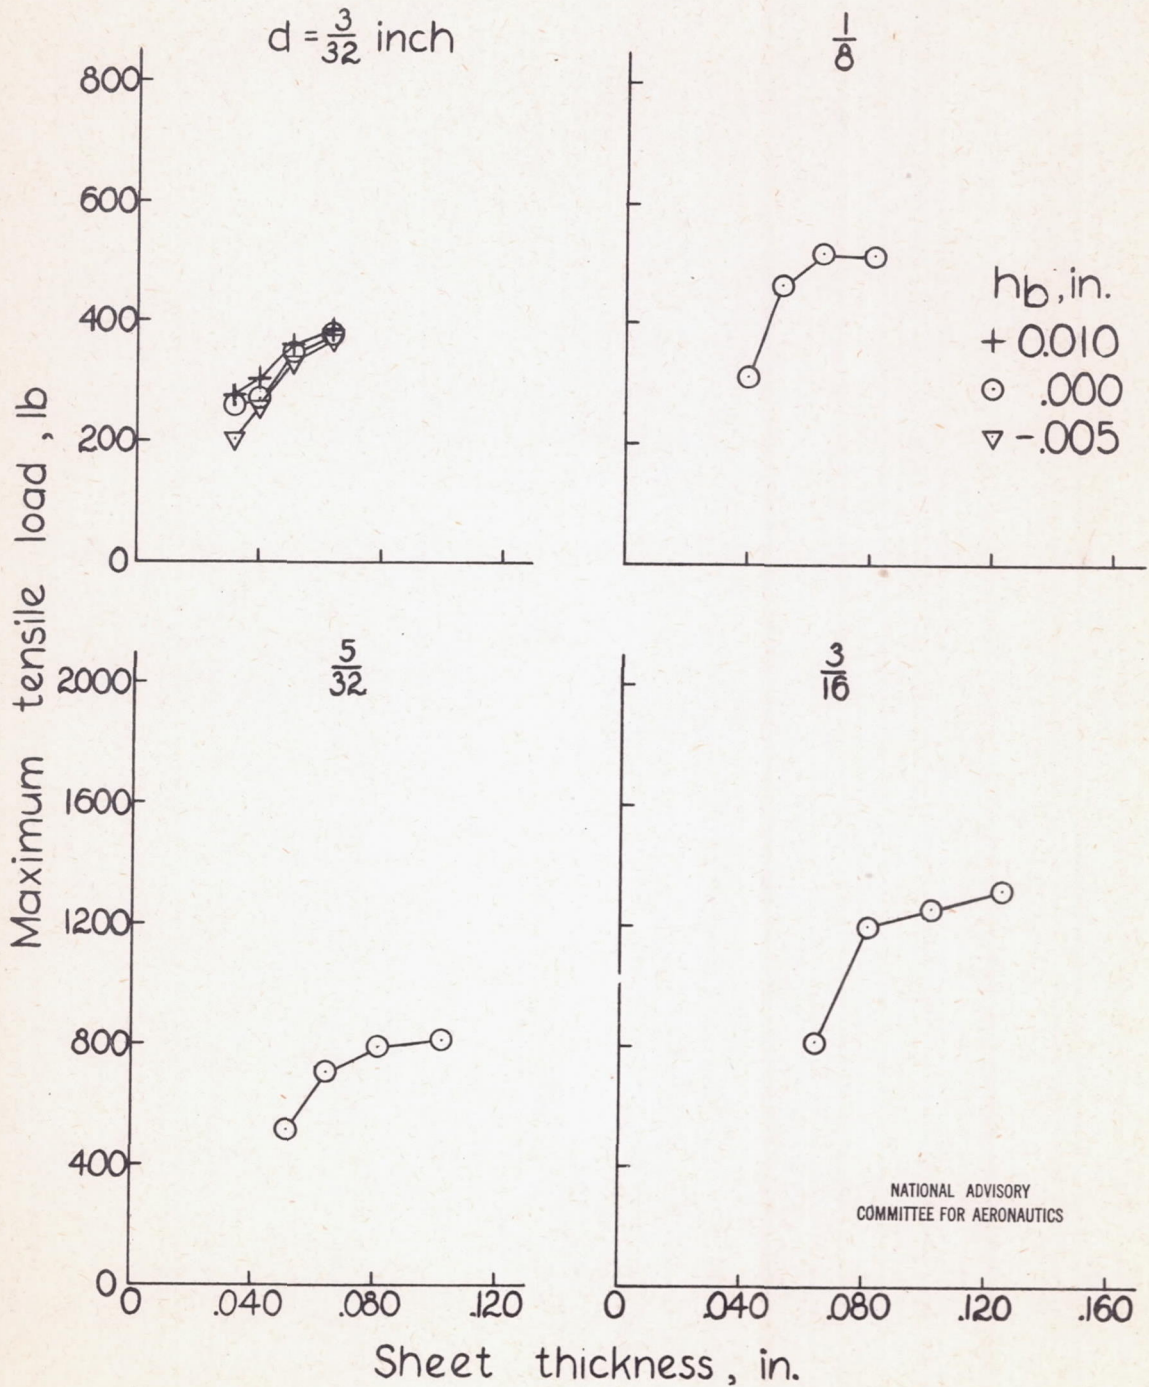 d = 3/32 inch
1/8
800
600
400
200
0
hb, in.
+ 0.010
⊙ .000
▽ -.005
Maximum tensile load, lb
5/32
3/16
2000
1600
1200
800
400
0
NATIONAL ADVISORY
COMMITTEE FOR AERONAUTICS
0 .040 .080 .120
0 .040 .080 .120 .160
Sheet thickness, in.